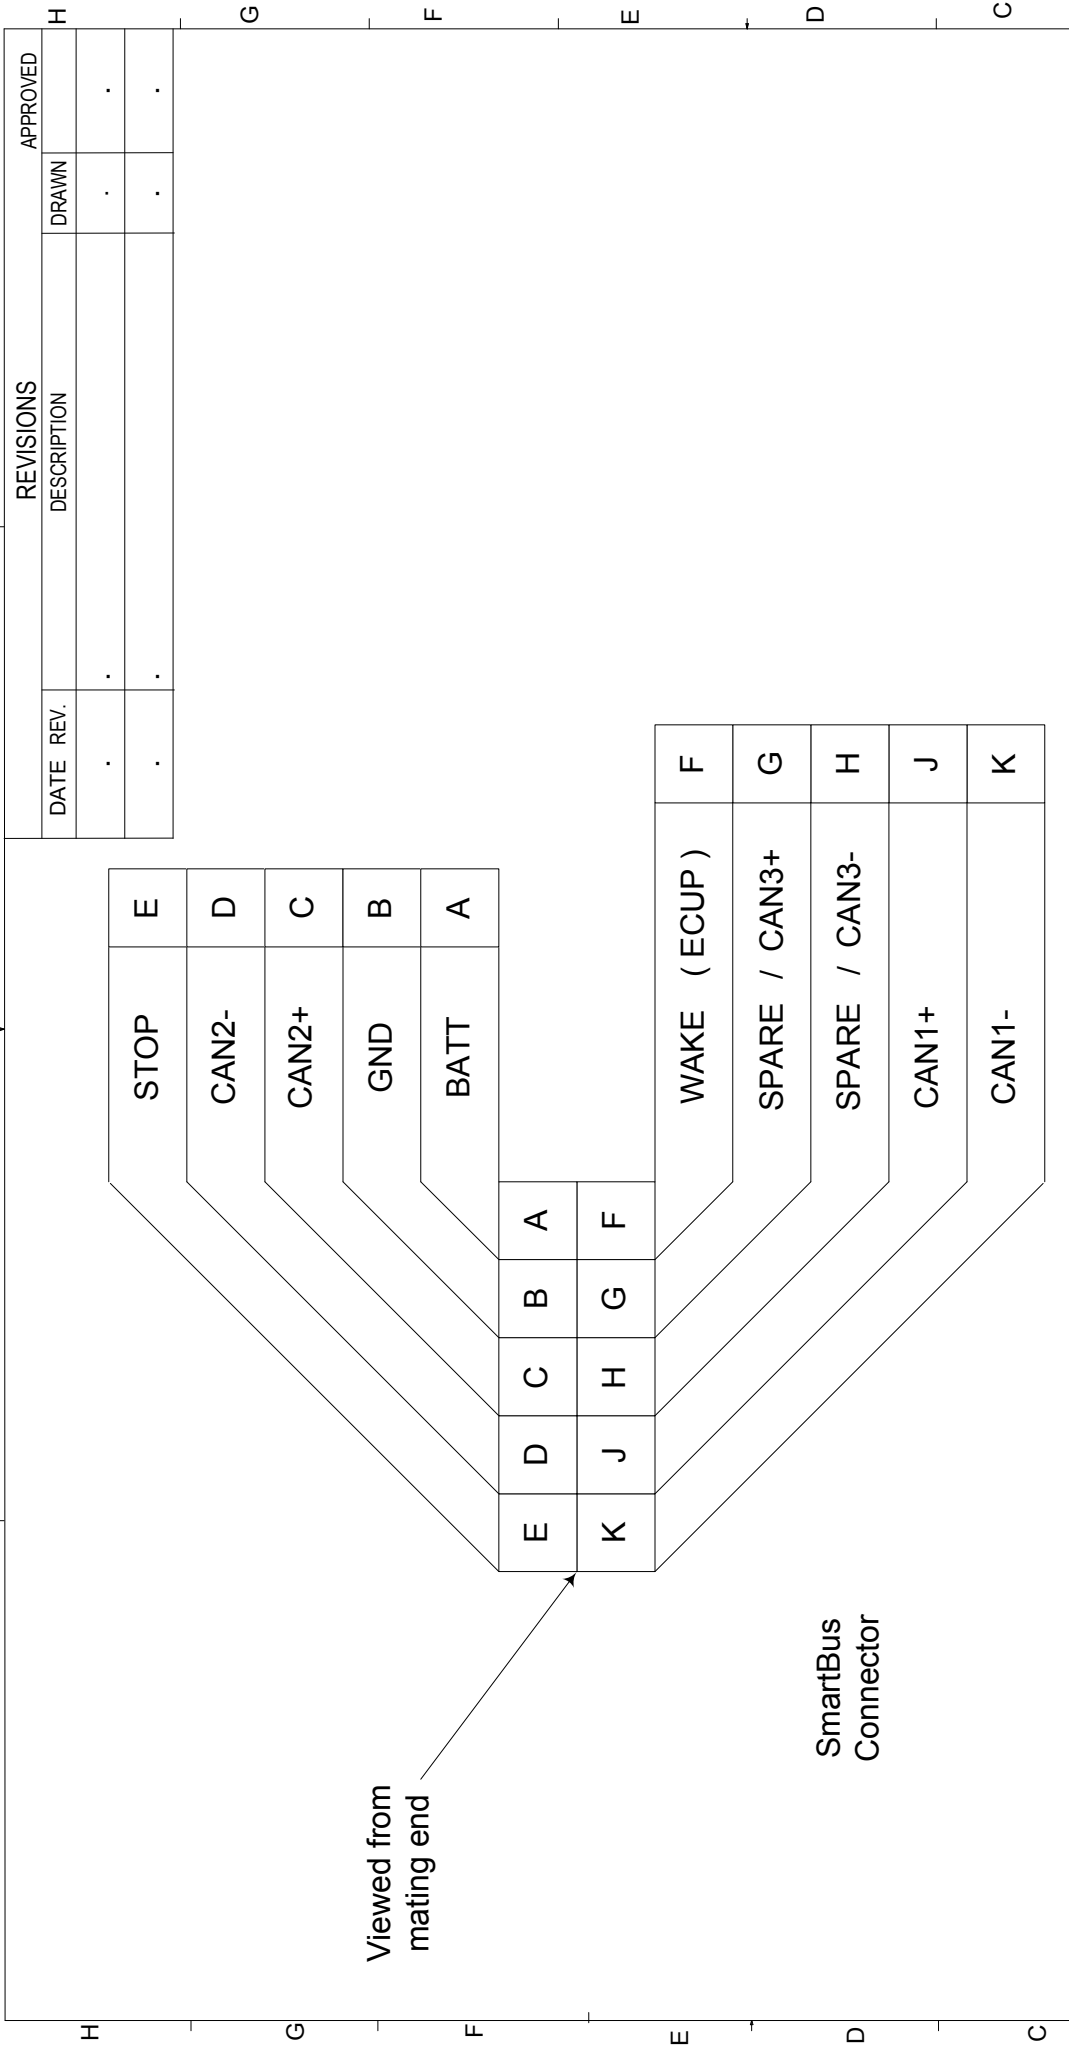 H G F E D C
REVISIONS APPROVED
DATE REV. DESCRIPTION DRAWN
. . . .
. . . .
STOP E
CAN2- D
CAN2+ C
GND B
BATT A
Viewed from
mating end
E D C B A
K J H G F
WAKE (ECUP) F
SPARE / CAN3+ G
SPARE / CAN3- H
CAN1+ J
CAN1- K
SmartBus
Connector
H G F E D C